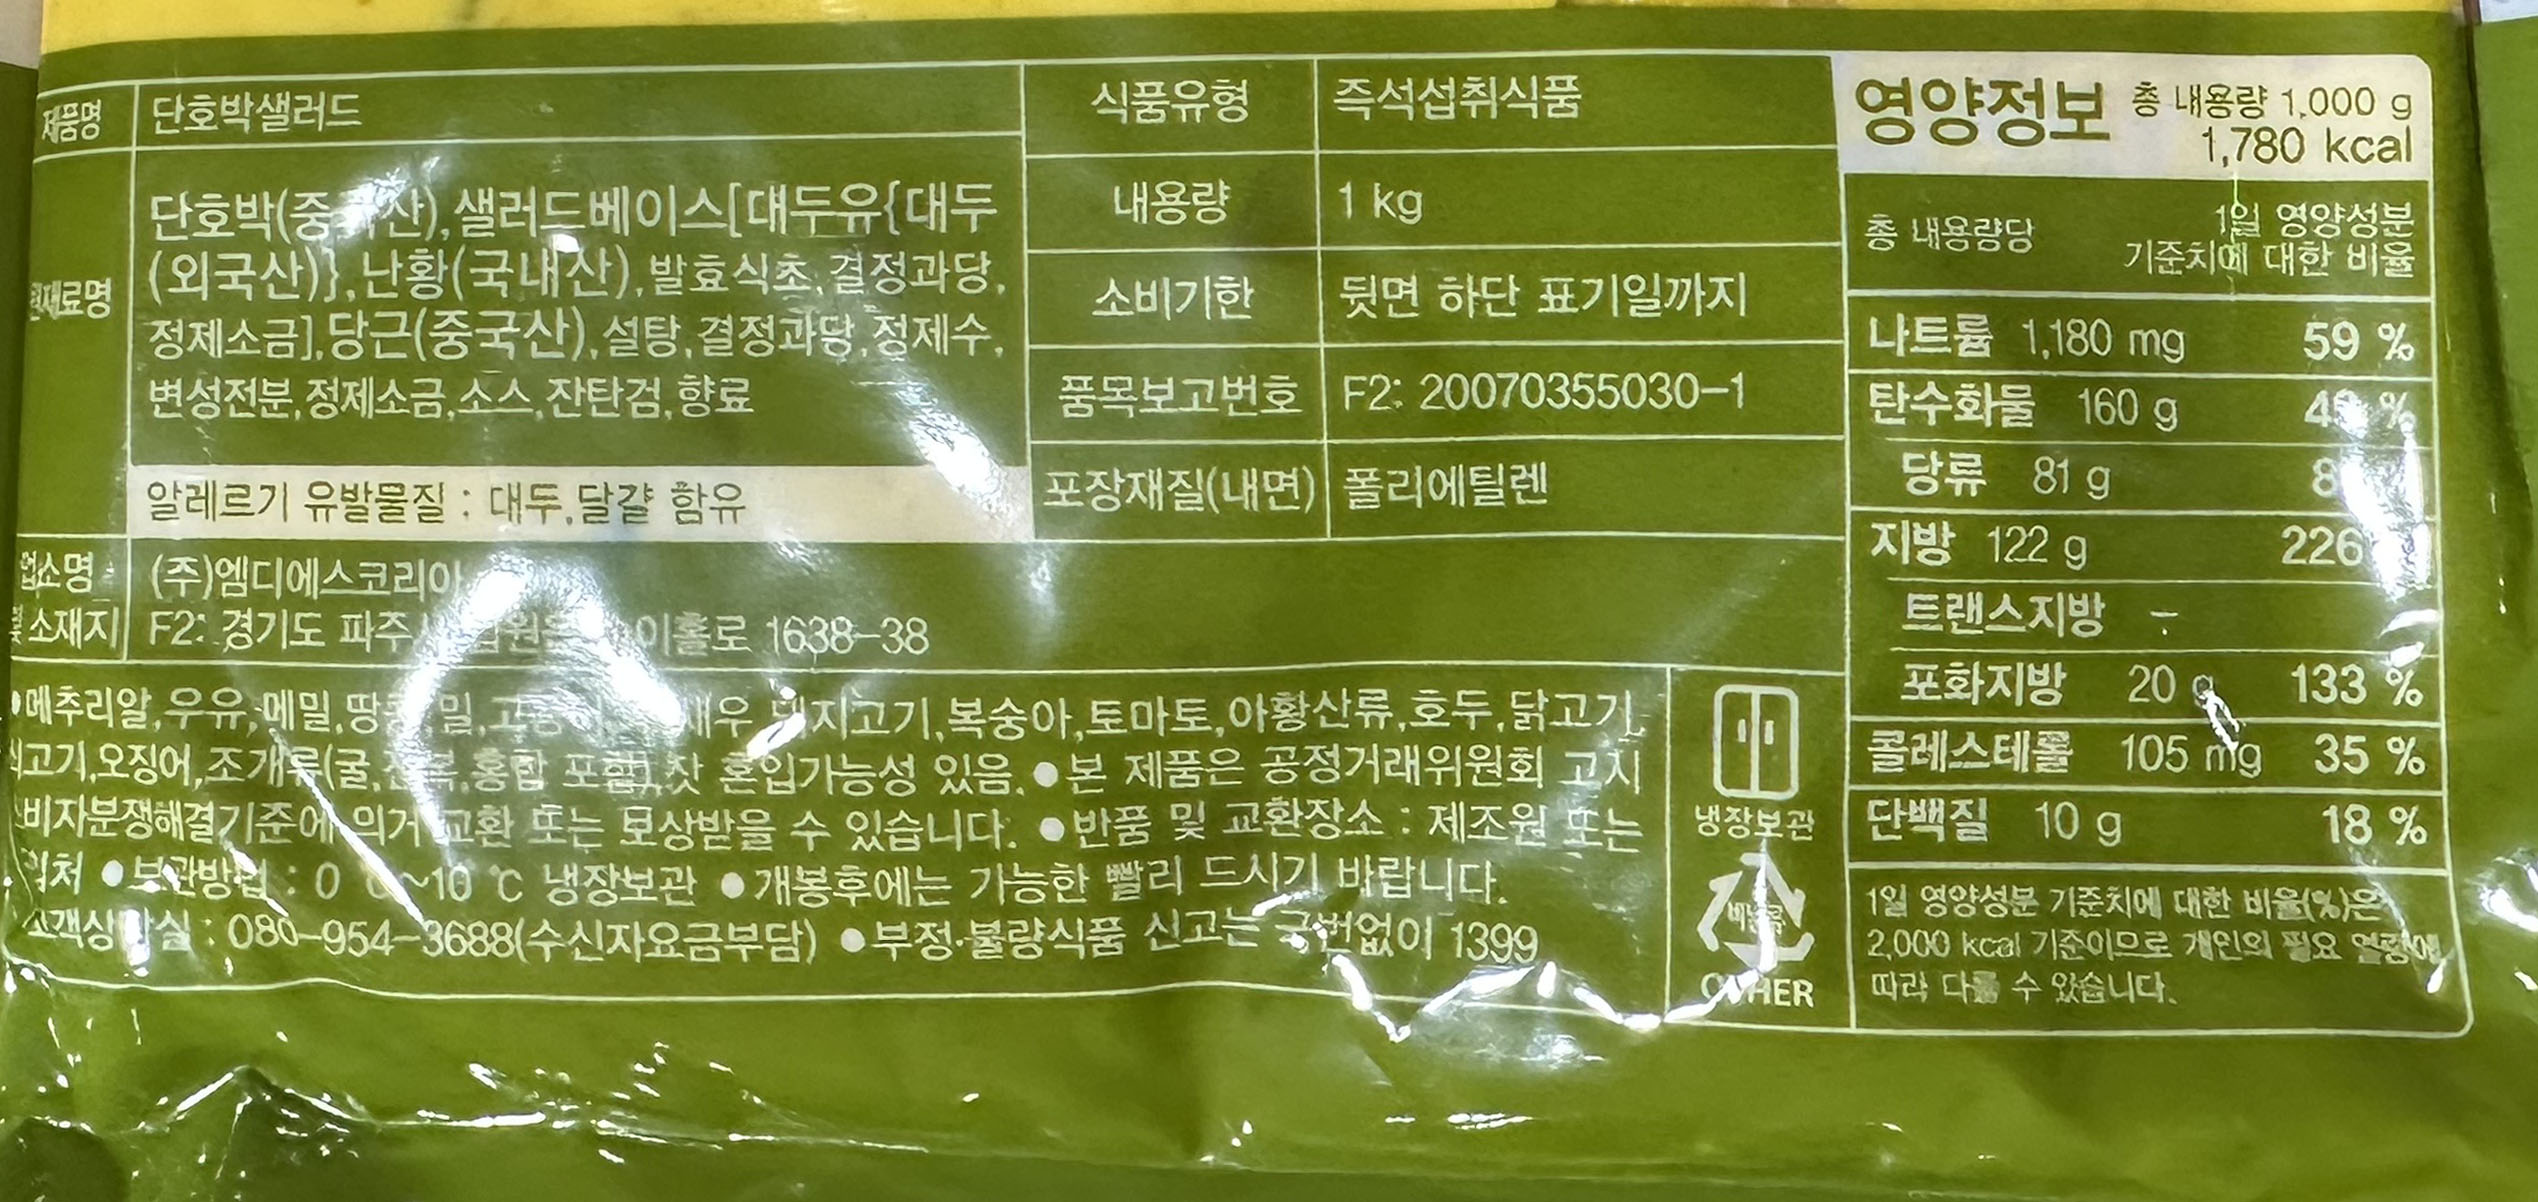 제품명 단호박샐러드
원재료명
단호박(중국산),샐러드베이스[대두유{대두
(외국산)},난황(국내산),발효식초,결정과당,
정제소금],당근(중국산),설탕,결정과당,정제수,
변성전분,정제소금,소스,잔탄검,향료
알레르기 유발물질 : 대두,달걀 함유
식품유형 즉석섭취식품
내용량 1 kg
소비기한 뒷면 하단 표기일까지
품목보고번호 F2: 20070355030-1
포장재질(내면) 폴리에틸렌
업소명 (주)엠디에스코리아
소재지 F2: 경기도 파주 이홀로 1638-38
메추리알,우유,메밀,땅콩,밀, 새우,돼지고기,복숭아,토마토,아황산류,호두,닭고기,
쇠고기,오징어,조개류(굴,전복,홍합 포함),잣 혼입가능성 있음.●본 제품은 공정거래위원회 고시
비자분쟁해결기준에 의거 교환 또는 보상받을 수 있습니다. ●반품 및 교환장소 : 제조원 또는
입처 ●보관방법 : 0 ~10 ℃ 냉장보관 ●개봉후에는 가능한 빨리 드시기 바랍니다.
고객상담실 : 080-954-3688(수신자요금부담) ●부정·불량식품 신고는 국번없이 1399
냉장보관
비닐류
OTHER
영양정보 총 내용량 1,000 g
1,780 kcal
총 내용량당 1일 영양성분
기준치에 대한 비율
나트륨 1,180 mg 59 %
탄수화물 160 g %
당류 81 g
지방 122 g 226
트랜스지방 -
포화지방 20 g 133 %
콜레스테롤 105 mg 35 %
단백질 10 g 18 %
1일 영양성분 기준치에 대한 비율(%)은
2,000 kcal 기준이므로 개인의 필요 열량에
따라 다를 수 있습니다.